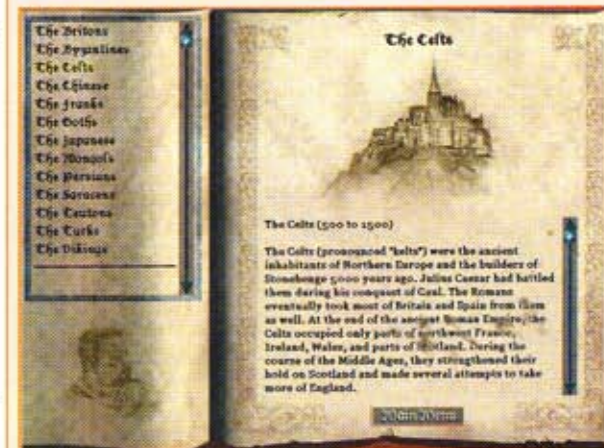 The Britons
The Byzantines
The Celts
The Chinese
The Franks
The Goths
The Japanese
The Mongols
The Persians
The Saracens
The Teutons
The Turks
The Vikings
The Celts
The Celts (500 to 1500)
The Celts (pronounced "kelts") were the ancient
inhabitants of Northern Europe and the builders of
Stonehenge 5000 years ago. Julius Caesar had battled
them during his conquest of Gaul. The Romans
eventually took most of Britain and Spain from them
as well. At the end of the ancient Roman Empire, the
Celts occupied only parts of northwest France,
Ireland, Wales, and parts of Scotland. During the
course of the Middle Ages, they strengthened their
hold on Scotland and made several attempts to take
more of England.